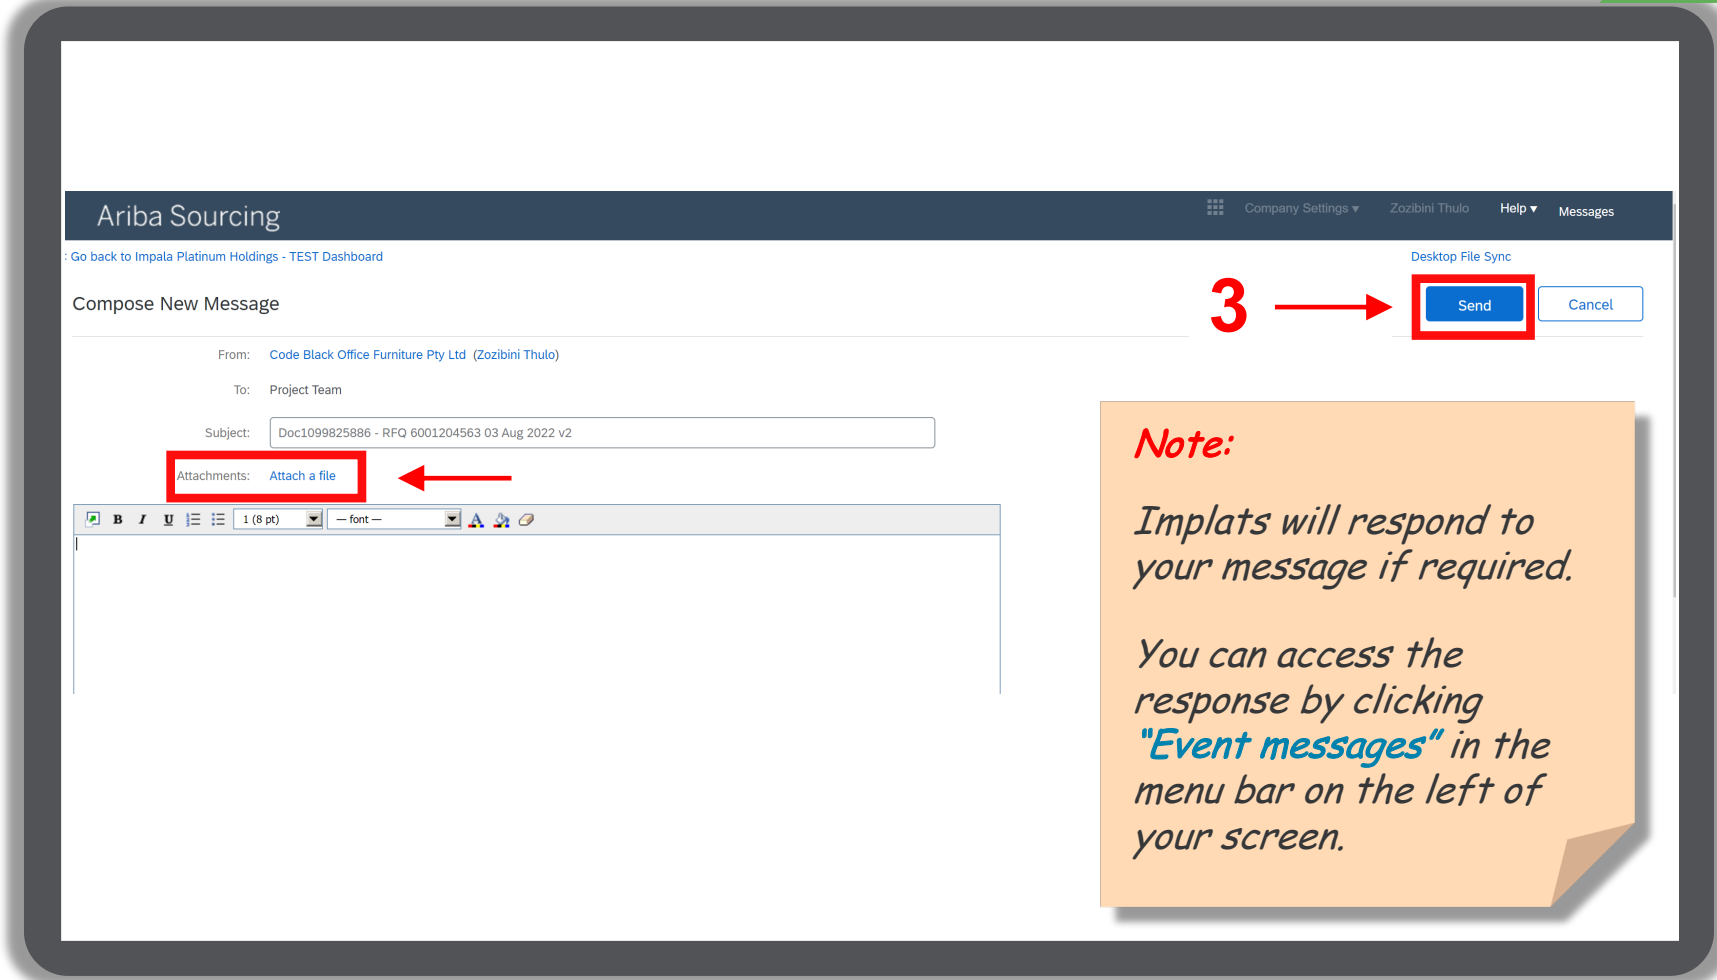 Ariba Sourcing
Company Settings ▾ Zozibini Thulo Help ▾ Messages
Go back to Impala Platinum Holdings - TEST Dashboard
Desktop File Sync
Compose New Message
3
Send
Cancel
From: Code Black Office Furniture Pty Ltd (Zozibini Thulo)
To: Project Team
Subject: Doc1099825886 - RFQ 6001204563 03 Aug 2022 v2
Attachments: Attach a file
B I U 1 (8 pt) — font — A
Note:
Implats will respond to
your message if required.
You can access the
response by clicking
“Event messages” in the
menu bar on the left of
your screen.